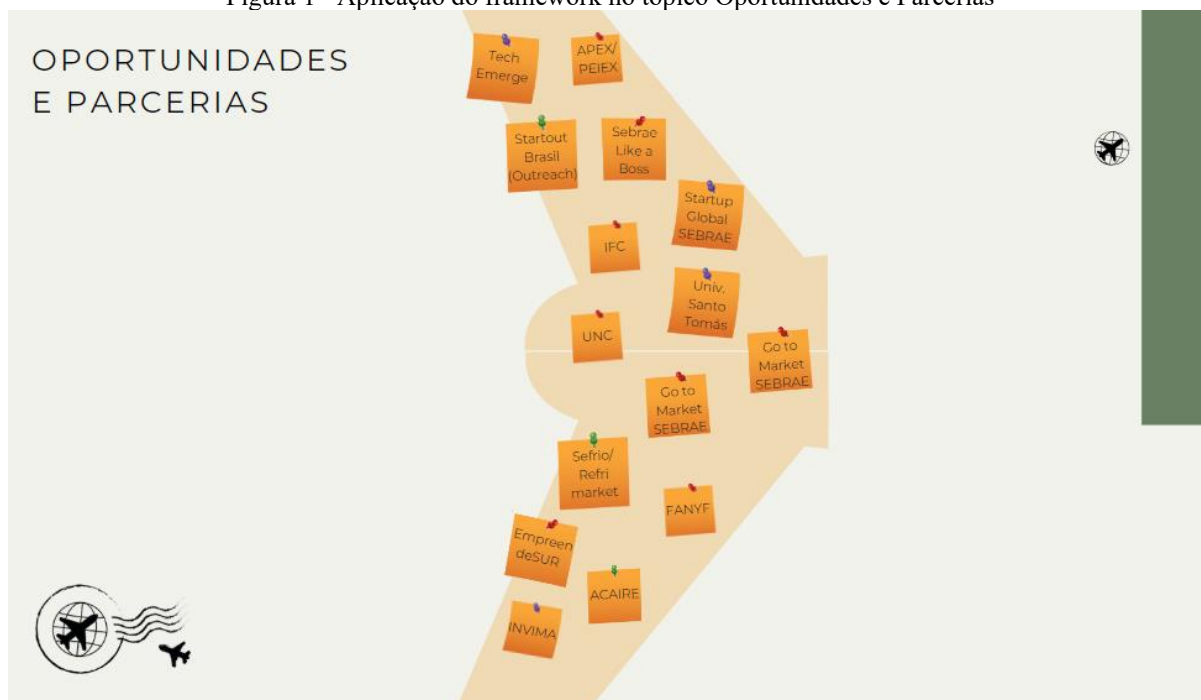 Figura 1 - Aplicação do framework no tópico Oportunidades e Parcerias
OPORTUNIDADES
E PARCERIAS
Tech
Emerge
APEX/
PEIEX
Startout
Brasil
(Outreach)
Sebrae
Like a
Boss
Startup
Global
SEBRAE
IFC
Univ.
Santo
Tomás
UNC
Go to
Market
SEBRAE
Go to
Market
SEBRAE
Sefrio/
Refri
market
FANYF
Empreen
deSUR
ACAIRE
INVIMA